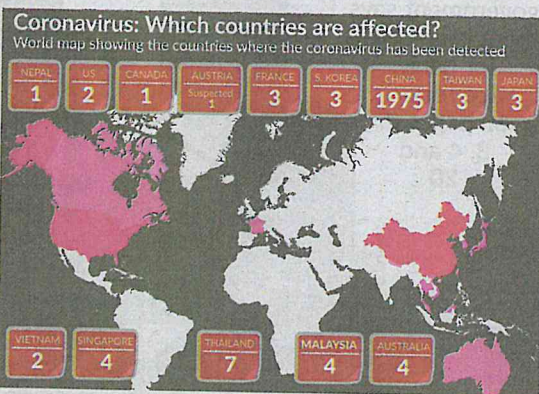 Coronavirus: Which countries are affected?
World map showing the countries where the coronavirus has been detected
NEPAL
1
US
2
CANADA
1
AUSTRIA
Suspected
1
FRANCE
3
S. KOREA
3
CHINA
1975
TAIWAN
3
JAPAN
3
VIETNAM
2
SINGAPORE
4
THAILAND
7
MALAYSIA
4
AUSTRALIA
4